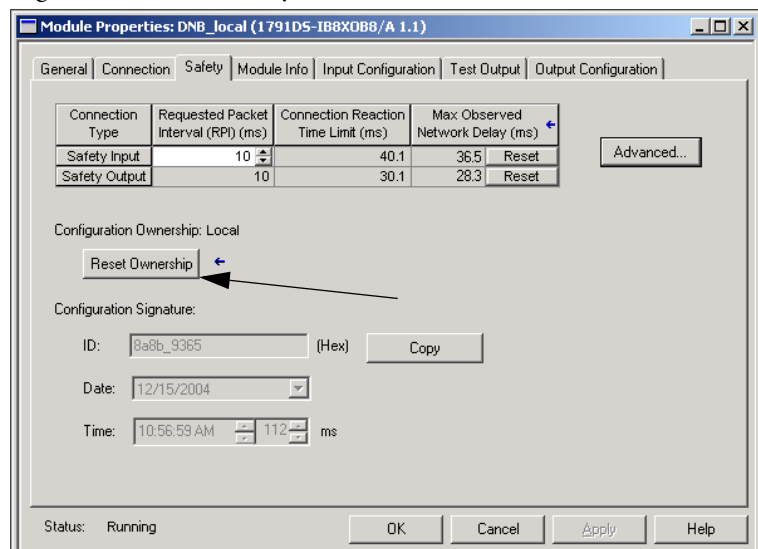 Module Properties: DNB_local (1791DS-IB8XOB8/A 1.1)
General Connection Safety Module Info Input Configuration Test Output Output Configuration
Connection Type Requested Packet Interval (RPI) (ms) Connection Reaction Time Limit (ms) Max Observed Network Delay (ms)
Safety Input 10 40.1 36.5 Reset
Safety Output 10 30.1 28.3 Reset
Advanced...
Configuration Ownership: Local
Reset Ownership
Configuration Signature:
ID: 8a8b_9365 (Hex) Copy
Date: 12/15/2004
Time: 10:56:59 AM 112 ms
Status: Running OK Cancel Apply Help